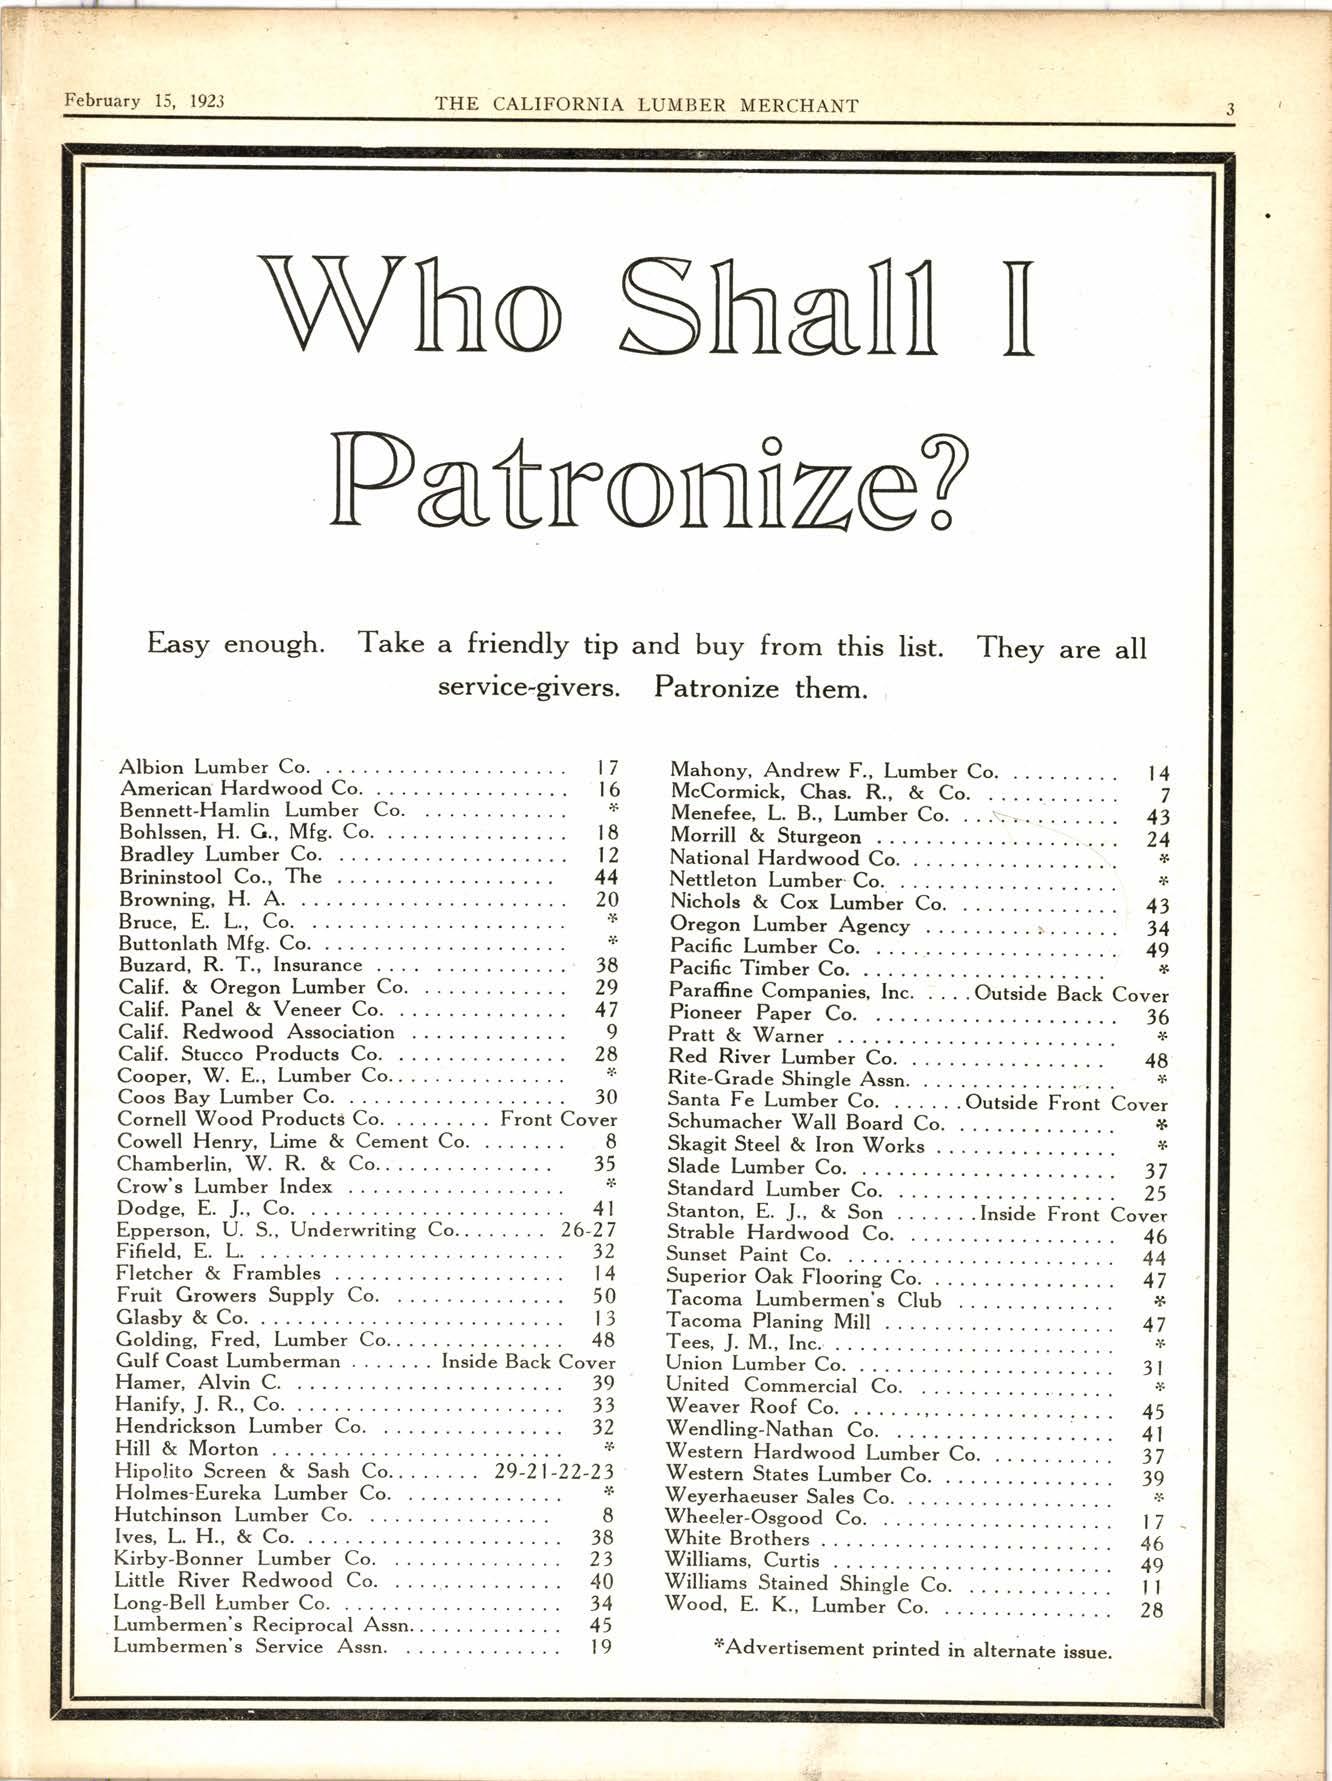 February 15, 1923 THE CALIFORNIA LUMBER MERCHANT 3
Who Shall I
Patronize?
Easy enough. Take a friendly tip and buy from this list. They are all
service-givers. Patronize them.
Albion Lumber Co. .................... 17
American Hardwood Co. ................ 16
Bennett-Hamlin Lumber Co. ............ *
Bohlssen, H. G., Mfg. Co. ............... 18
Bradley Lumber Co. ................... 12
Brininstool Co., The .................. 44
Browning, H. A. ...................... 20
Bruce, E. L., Co. ..................... *
Buttonlath Mfg. Co. .................... *
Buzard, R. T., Insurance .... ............ 38
Calif. & Oregon Lumber Co. ............ 29
Calif. Panel & Veneer Co. .............. 47
Calif. Redwood Association ............. 9
Calif. Stucco Products Co. .............. 28
Cooper, W. E., Lumber Co............... *
Coos Bay Lumber Co. .................. 30
Cornell Wood Products Co. ......... Front Cover
Cowell Henry, Lime & Cement Co. ....... 8
Chamberlin, W. R. & Co............... 35
Crow's Lumber Index .................. *
Dodge, E. J., Co. ..................... 41
Epperson, U. S., Underwriting Co........ 26-27
Fifield, E. L. ......................... 32
Fletcher & Frambles ................... 14
Fruit Growers Supply Co. .............. 50
Glasby & Co. ......................... 13
Golding, Fred, Lumber Co............... 48
Gulf Coast Lumberman ....... Inside Back Cover
Hamer, Alvin C. ...................... 39
Hanify, J. R., Co. ...................... 33
Hendrickson Lumber Co. ............... 32
Hill & Morton ........................ *
Hipolito Screen & Sash Co........ 29-21-22-23
Holmes-Eureka Lumber Co. ............. *
Hutchinson Lumber Co. ............... 8
Ives, L. H., & Co. ..................... 38
Kirby-Bonner Lumber Co. .............. 23
Little River Redwood Co. .............. 40
Long-Bell Lumber Co. .................. 34
Lumbermen's Reciprocal Assn............. 45
Lumbermen's Service Assn. ............. 19
Mahony, Andrew F., Lumber Co. ......... 14
McCormick, Chas. R., & Co. ........... 7
Menefee, L. B., Lumber Co. ............. 43
Morrill & Sturgeon .................... 24
National Hardwood Co. ................. *
Nettleton Lumber Co. .................. *
Nichols & Cox Lumber Co. ............. 43
Oregon Lumber Agency ................ 34
Pacific Lumber Co. .................... 49
Pacific Timber Co. .................... *
Paraffine Companies, Inc. .... Outside Back Cover
Pioneer Paper Co. .................... 36
Pratt & Warner ....................... *
Red River Lumber Co. ................. 48
Rite-Grade Shingle Assn. ................ *
Santa Fe Lumber Co. ...... Outside Front Cover
Schumacher Wall Board Co. .............. *
Skagit Steel & Iron Works ............... *
Slade Lumber Co. ..................... 37
Standard Lumber Co. .................. 25
Stanton, E. J., & Son ....... Inside Front Cover
Strable Hardwood Co. ................. 46
Sunset Paint Co. ...................... 44
Superior Oak Flooring Co. ............... 47
Tacoma Lumbermen's Club ............. *
Tacoma Planing Mill ................... 47
Tees, J. M., Inc. ....................... *
Union Lumber Co. ..................... 31
United Commercial Co. ................ *
Weaver Roof Co. ...................... 45
Wendling-Nathan Co. .................. 41
Western Hardwood Lumber Co. .......... 37
Western States Lumber Co. .............. 39
Weyerhaeuser Sales Co. ................. *
Wheeler-Osgood Co. ................... 17
White Brothers ........................ 46
Williams, Curtis ....................... 49
Williams Stained Shingle Co. ............ 11
Wood, E. K., Lumber Co. .............. 28
*Advertisement printed in alternate issue.